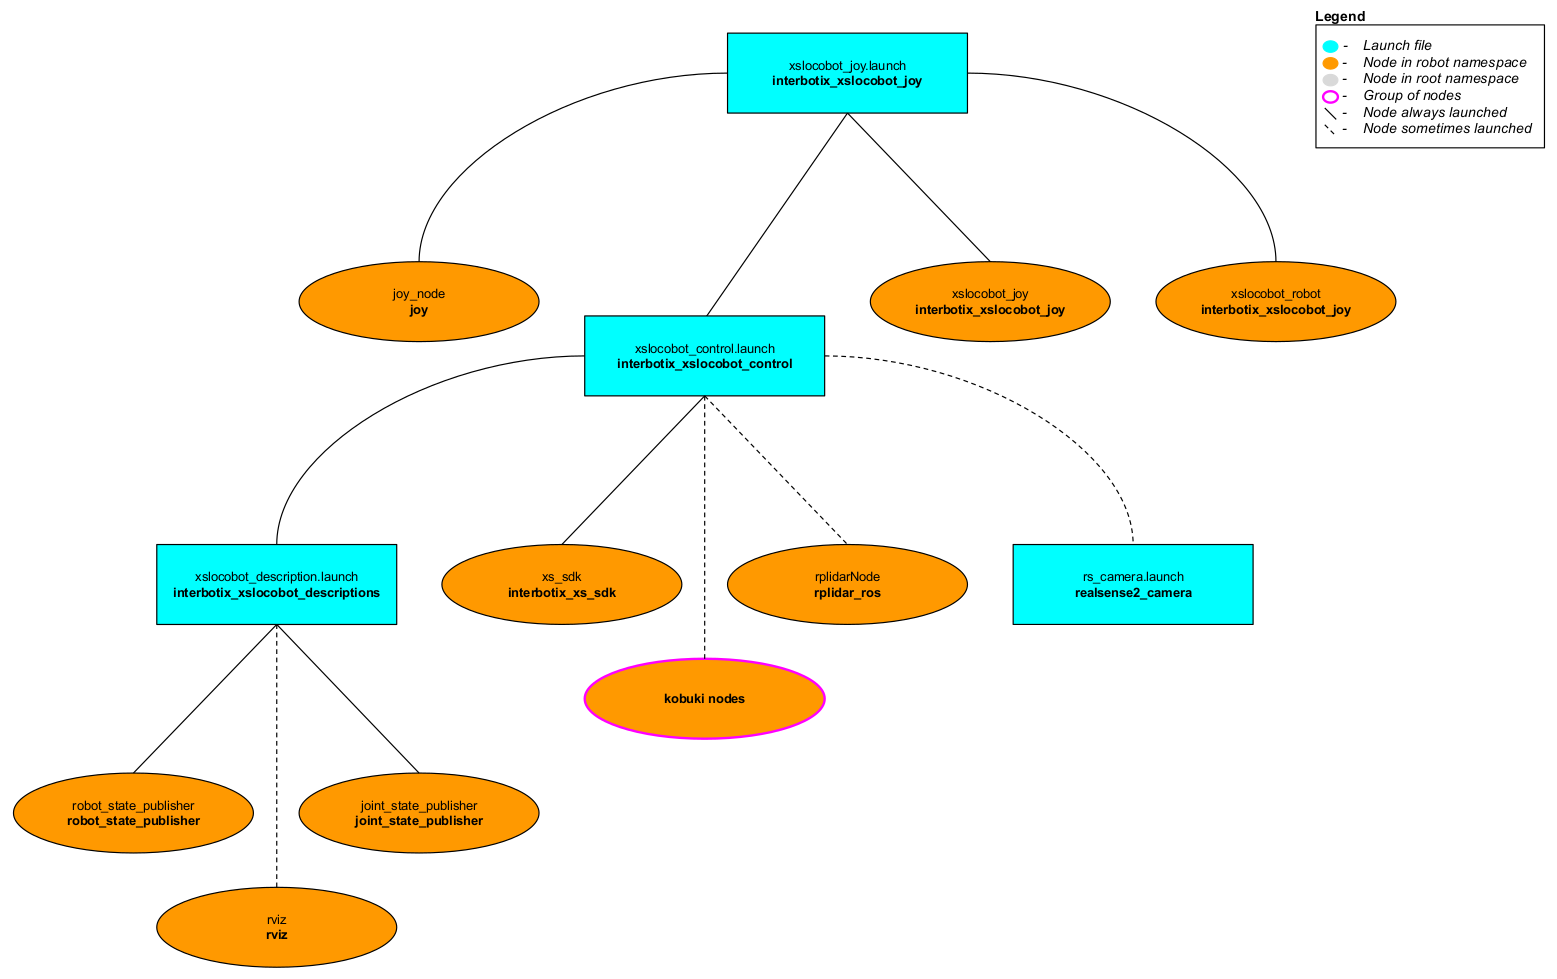 Legend
- Launch file
- Node in robot namespace
- Node in root namespace
- Group of nodes
- Node always launched
- Node sometimes launched
xslocobot_joy.launch
interbotix_xslocobot_joy
joy_node
joy
xslocobot_joy
interbotix_xslocobot_joy
xslocobot_robot
interbotix_xslocobot_joy
xslocobot_control.launch
interbotix_xslocobot_control
xslocobot_description.launch
interbotix_xslocobot_descriptions
xs_sdk
interbotix_xs_sdk
rplidarNode
rplidar_ros
rs_camera.launch
realsense2_camera
kobuki nodes
robot_state_publisher
robot_state_publisher
joint_state_publisher
joint_state_publisher
rviz
rviz